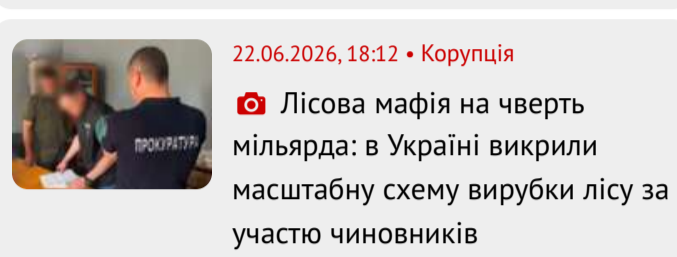 22.06.2026, 18:12 • Корупція
Лісова мафія на чверть
мільярда: в Україні викрили
масштабну схему вирубки лісу за
участю чиновників
ПРОКУРАТУРА